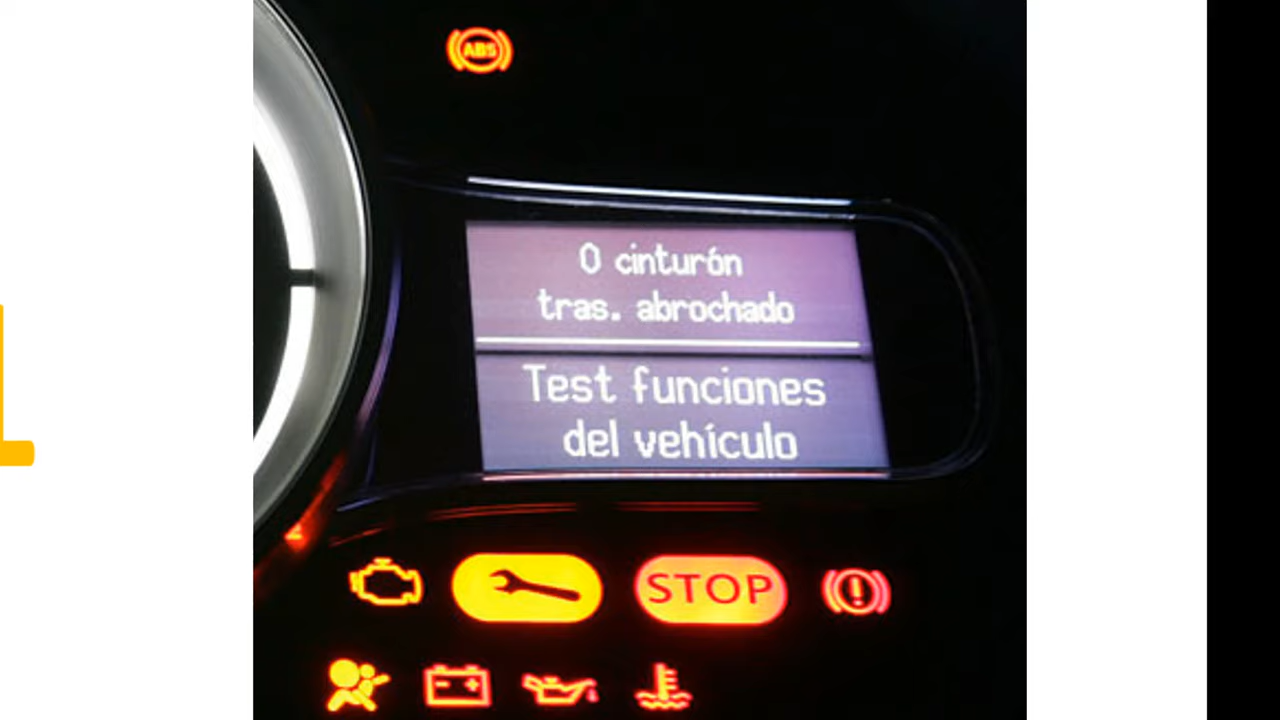 ABS
0 cinturón
tras. abrochado
Test funciones
del vehículo
STOP